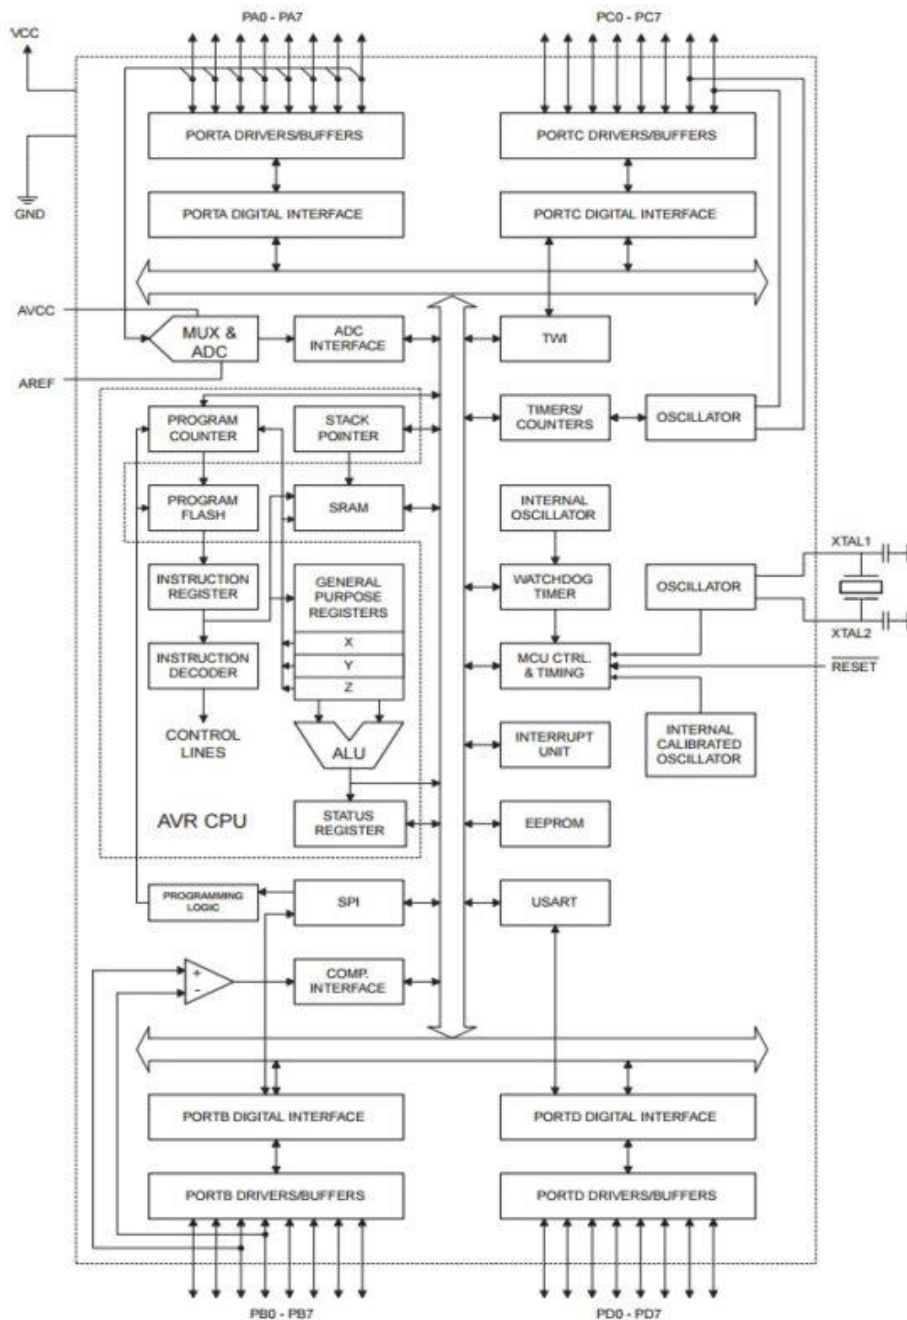 PA0 - PA7
PC0 - PC7
VCC
PORTA DRIVERS/BUFFERS
PORTC DRIVERS/BUFFERS
GND
PORTA DIGITAL INTERFACE
PORTC DIGITAL INTERFACE
AVCC
MUX &
ADC
ADC
INTERFACE
TWI
AREF
PROGRAM
COUNTER
STACK
POINTER
TIMERS/
COUNTERS
OSCILLATOR
PROGRAM
FLASH
SRAM
INTERNAL
OSCILLATOR
XTAL1
INSTRUCTION
REGISTER
GENERAL
PURPOSE
REGISTERS
WATCHDOG
TIMER
OSCILLATOR
XTAL2
X
INSTRUCTION
DECODER
Y
Z
MCU CTRL.
& TIMING
RESET
CONTROL
LINES
ALU
INTERRUPT
UNIT
INTERNAL
CALIBRATED
OSCILLATOR
AVR CPU
STATUS
REGISTER
EEPROM
PROGRAMMING
LOGIC
SPI
USART
+
-
COMP.
INTERFACE
PORTB DIGITAL INTERFACE
PORTD DIGITAL INTERFACE
PORTB DRIVERS/BUFFERS
PORTD DRIVERS/BUFFERS
PB0 - PB7
PD0 - PD7